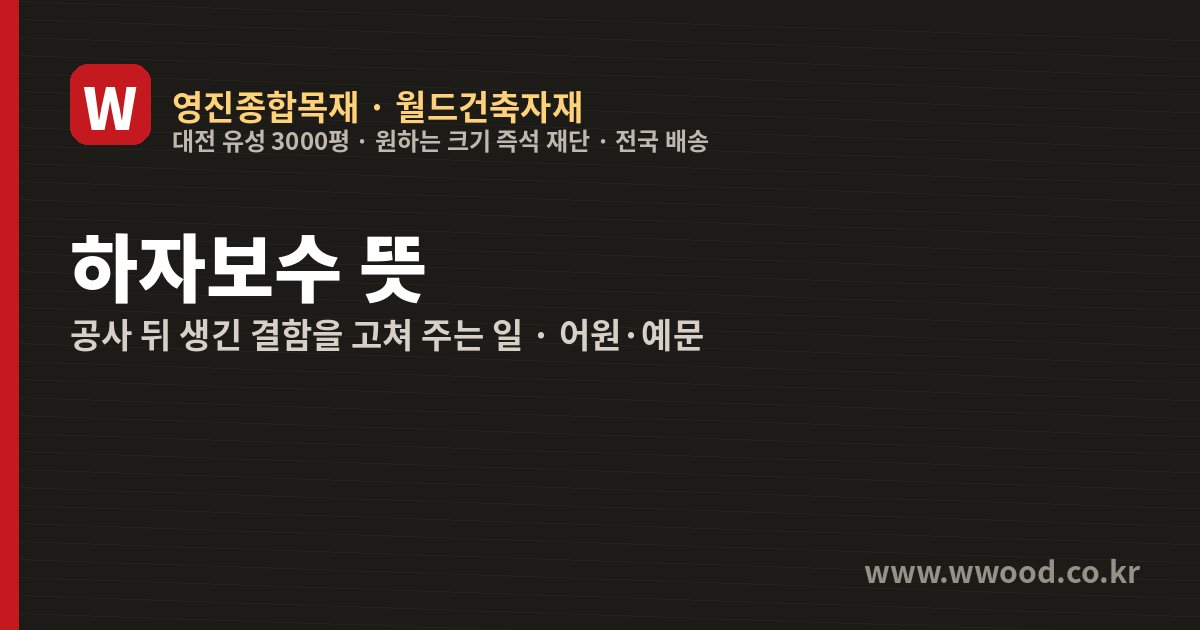 W
영진종합목재 · 월드건축자재
대전 유성 3000평 · 원하는 크기 즉석 재단 · 전국 배송
하자보수 뜻
공사 뒤 생긴 결함을 고쳐 주는 일 · 어원·예문
www.wwood.co.kr